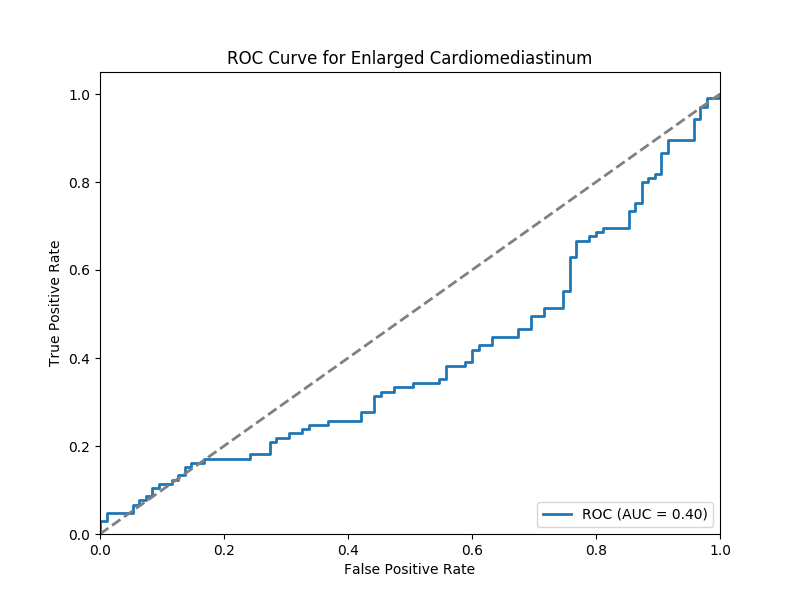 ROC Curve for Enlarged Cardiomediastinum
True Positive Rate
1.0
0.8
0.6
0.4
0.2
0.0
ROC (AUC = 0.40)
0.0 0.2 0.4 0.6 0.8 1.0
False Positive Rate